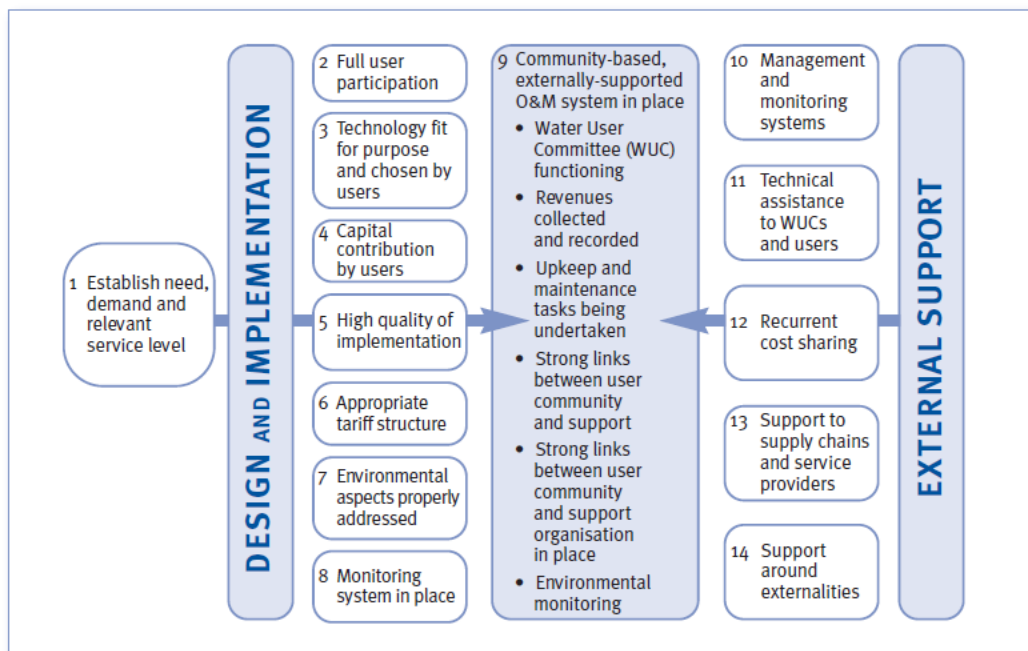 1 Establish need,
demand and
relevant
service level
DESIGN AND IMPLEMENTATION
2 Full user
participation
3 Technology fit
for purpose
and chosen by
users
4 Capital
contribution
by users
5 High quality of
implementation
6 Appropriate
tariff structure
7 Environmental
aspects properly
addressed
8 Monitoring
system in place
9 Community-based,
externally-supported
O&M system in place
• Water User
Committee (WUC)
functioning
• Revenues
collected
and recorded
• Upkeep and
maintenance
tasks being
undertaken
• Strong links
between user
community
and support
• Strong links
between user
community
and support
organisation
in place
• Environmental
monitoring
10 Management
and
monitoring
systems
11 Technical
assistance
to WUCs
and users
12 Recurrent
cost sharing
13 Support to
supply chains
and service
providers
14 Support
around
externalities
EXTERNAL SUPPORT